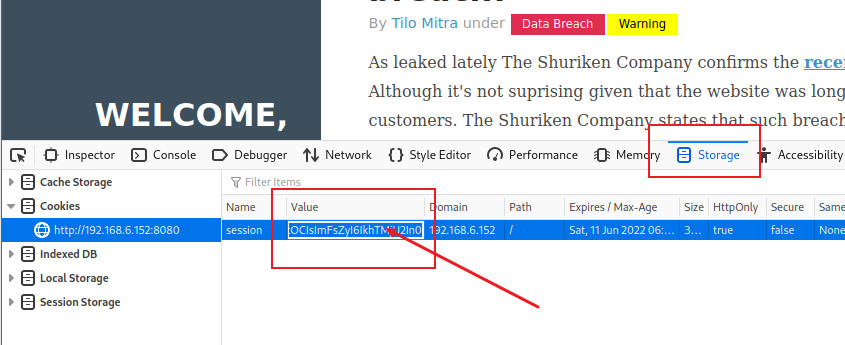 By Tilo Mitra under Data Breach Warning
As leaked lately The Shuriken Company confirms the
Although it's not suprising given that the website was long
WELCOME,
customers. The Shuriken Company states that such breach
Inspector Console Debugger Network Style Editor Performance Memory Storage Accessibility
Cache Storage
Filter Items
Cookies
Name Value Domain Path Expires / Max-Age Size HttpOnly Secure Same
http://192.168.6.152:8080
session 192.168.6.152 / Sat, 11 Jun 2022 06:... 3... true false None
Indexed DB
Local Storage
Session Storage